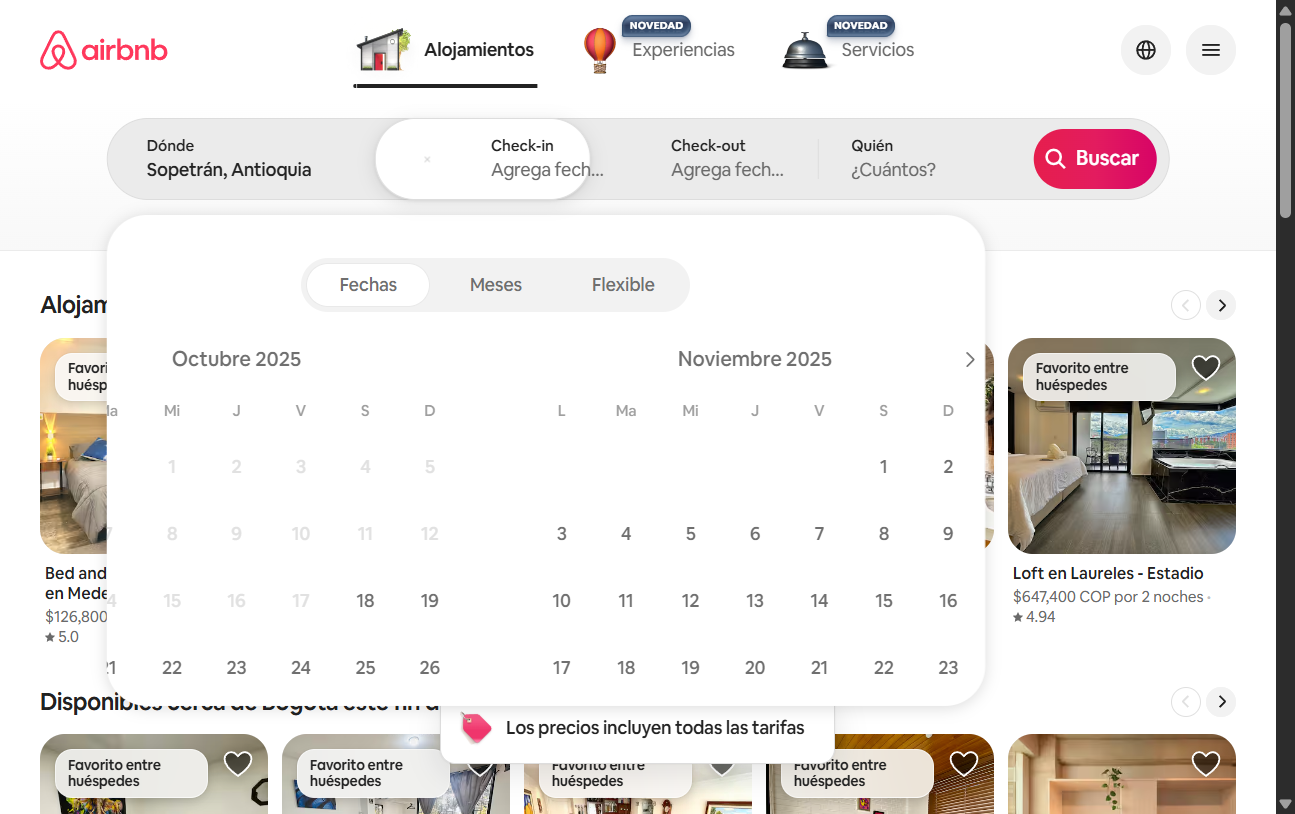 airbnb
Alojamientos
NOVEDAD
Experiencias
NOVEDAD
Servicios
Dónde
Sopetrán, Antioquia
Check-in
Agrega fech...
Check-out
Agrega fech...
Quién
¿Cuántos?
Buscar
Fechas
Meses
Flexible
Alojam
Octubre 2025
Noviembre 2025
Mi J V S D
L Ma Mi J V S D
1 2 3 4 5
1 2
8 9 10 11 12
3 4 5 6 7 8 9
15 16 17 18 19
10 11 12 13 14 15 16
21 22 23 24 25 26
17 18 19 20 21 22 23
Favori
huésp
Bed and
en Mede
$126,800
5.0
Favorito entre
huéspedes
Loft en Laureles - Estadio
$647,400 COP por 2 noches ·
4.94
Disponibles cerca de Bogotá este fin d
Los precios incluyen todas las tarifas
Favorito entre
huéspedes
Favorito entre
huéspedes
Favorito entre
huéspedes
Favorito entre
huéspedes